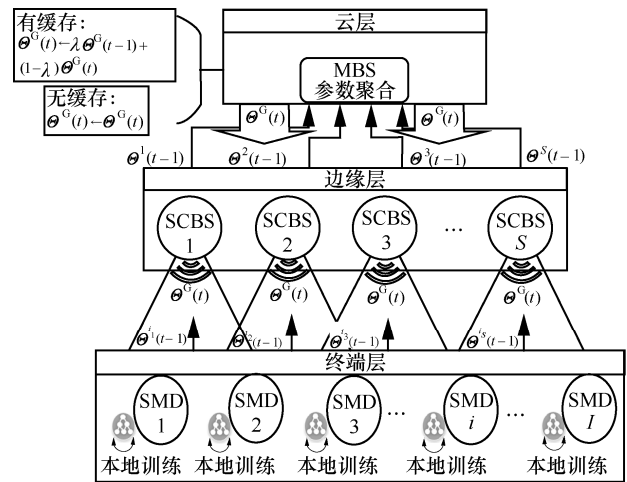 有缓存：
Θ^G(t)←λΘ^G(t-1)+
(1-λ)Θ^G(t)
无缓存：
Θ^G(t)←Θ^G(t)
云层
MBS
参数聚合
Θ^G(t) Θ^G(t)
Θ^1(t-1) Θ^2(t-1) Θ^3(t-1) Θ^S(t-1)
边缘层
SCBS SCBS SCBS SCBS
1 2 3 … S
Θ^G(t) Θ^G(t) Θ^G(t) Θ^G(t)
Θ^{i_1}(t-1) Θ^{i_2}(t-1) Θ^{i_3}(t-1) Θ^{i_S}(t-1)
终端层
SMD SMD SMD SMD SMD
1 2 3 … i … I
本地训练 本地训练 本地训练 本地训练 本地训练